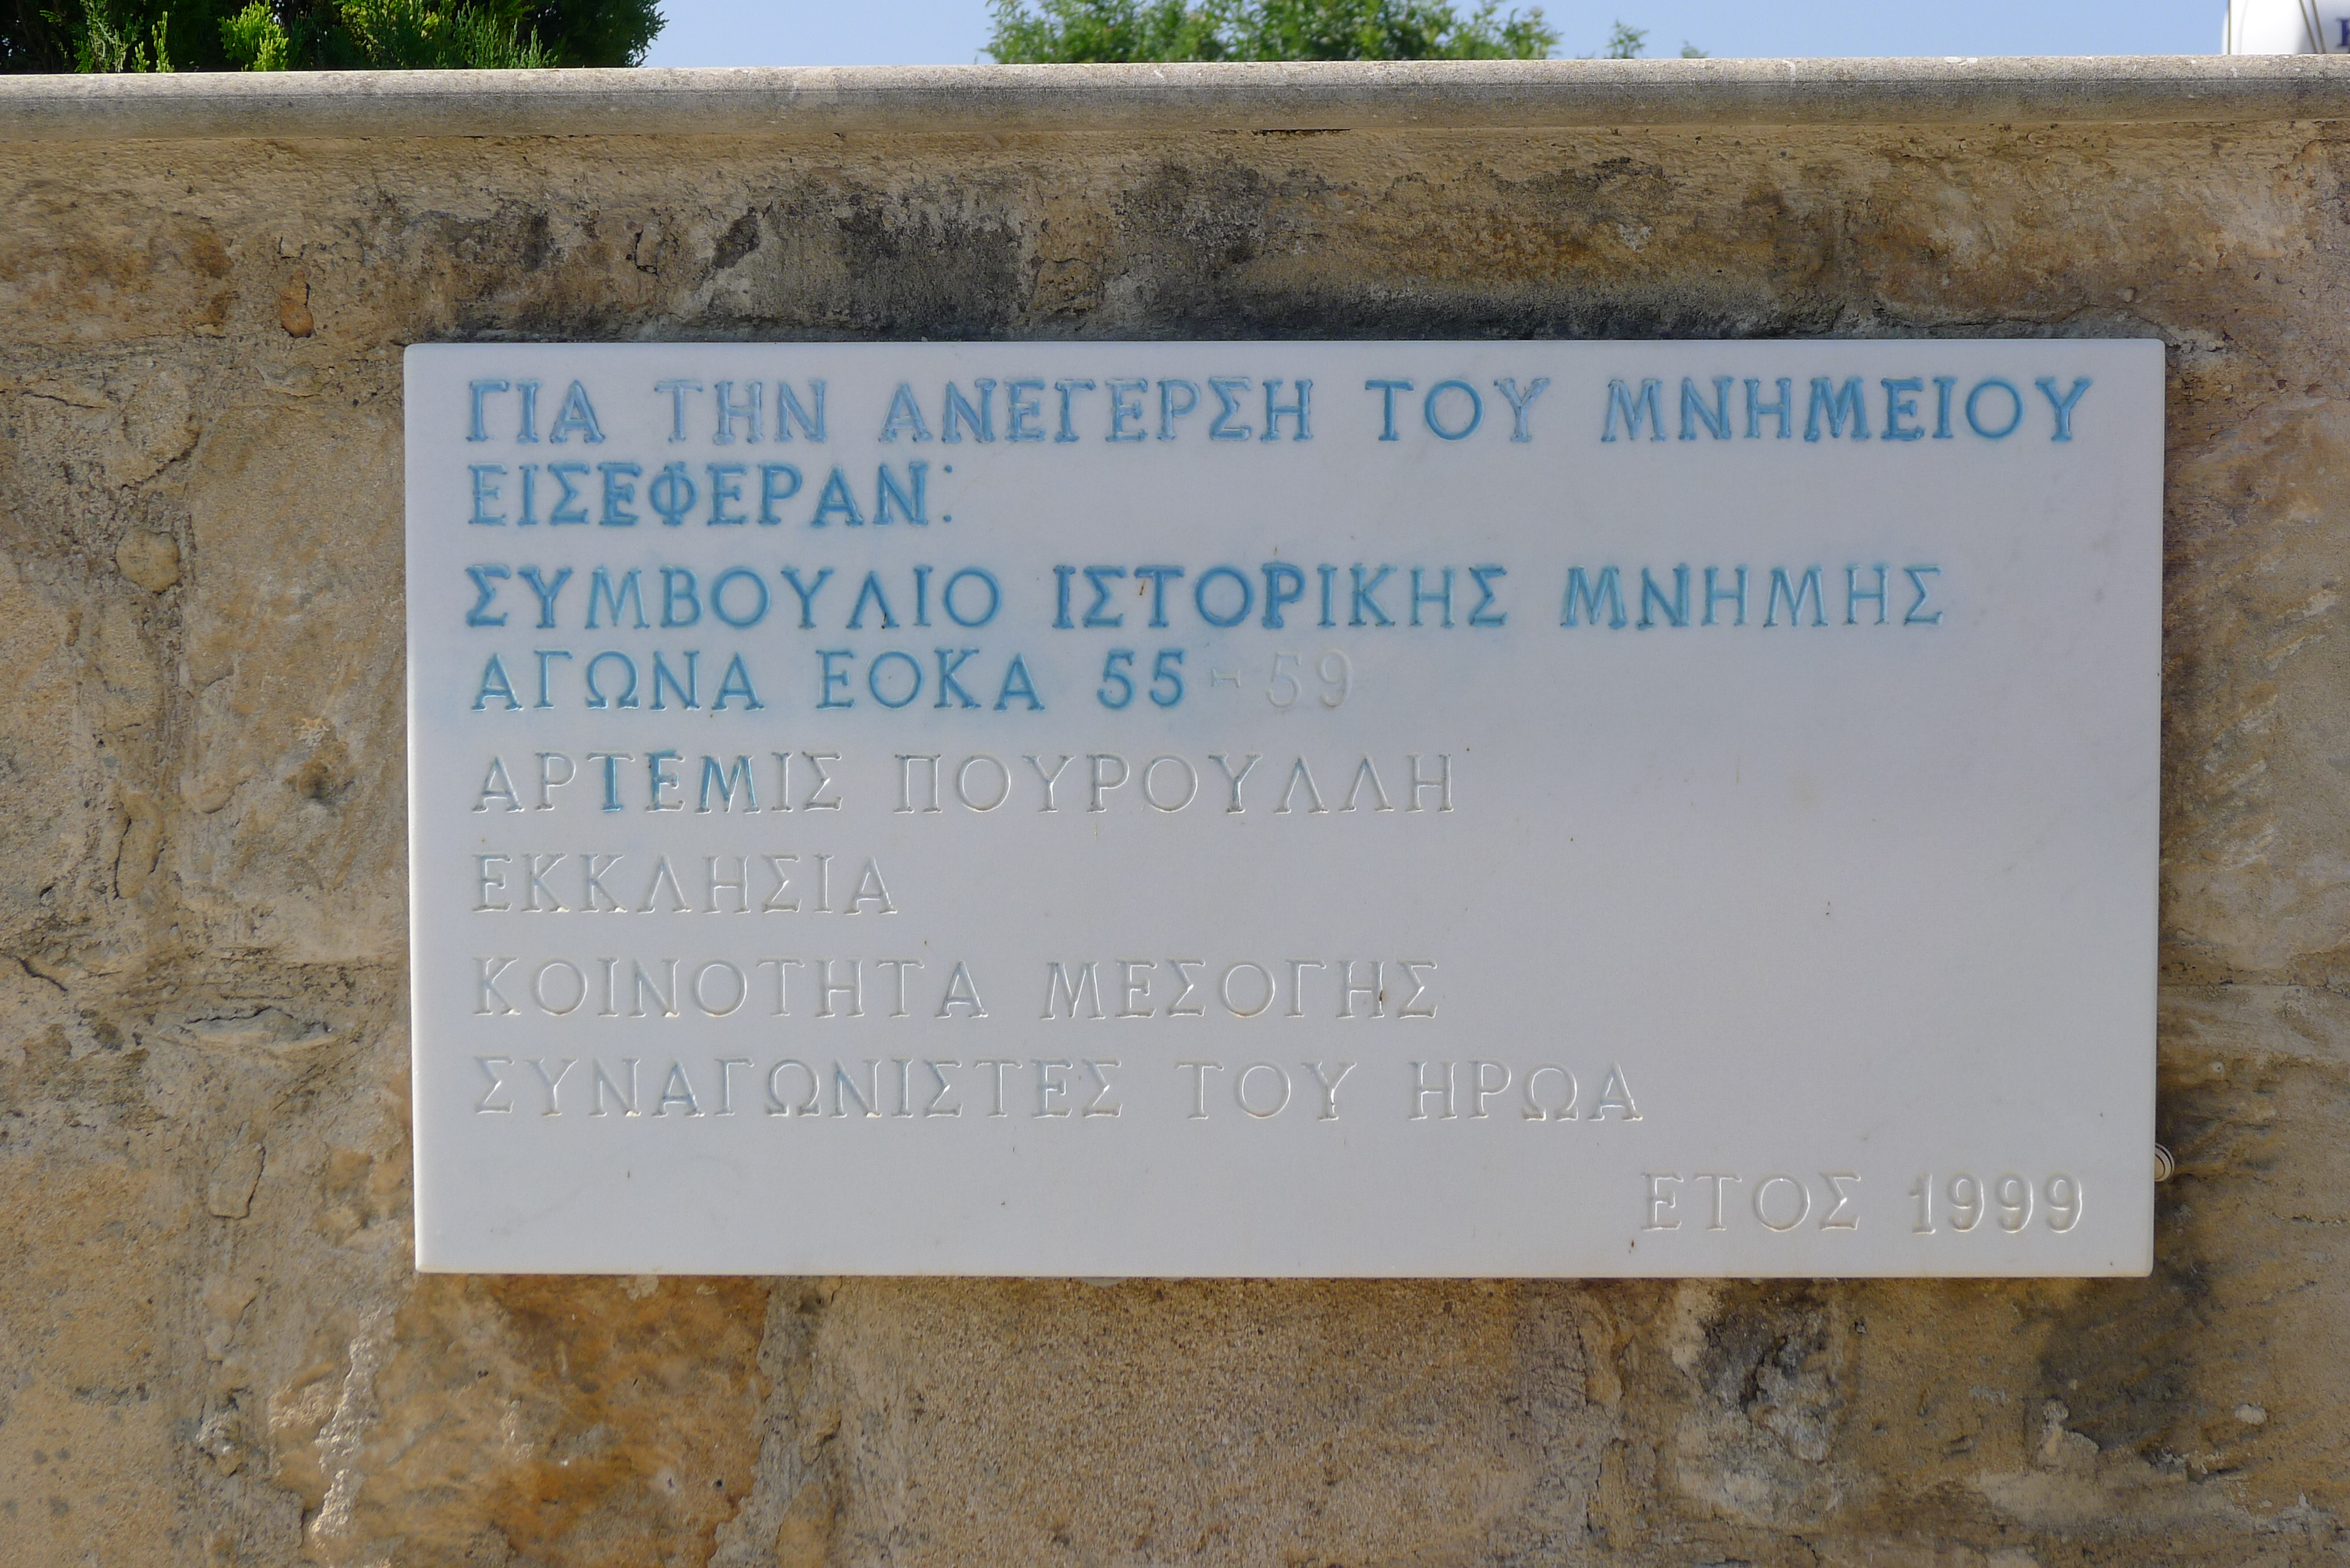 ΓΙΑ ΤΗΝ ΑΝΕΓΕΡΣΗ ΤΟΥ ΜΝΗΜΕΙΟΥ
ΕΙΣΕΦΕΡΑΝ:
ΣΥΜΒΟΥΛΙΟ ΙΣΤΟΡΙΚΗΣ ΜΝΗΜΗΣ
ΑΓΩΝΑ ΕΟΚΑ 55-59
ΑΡΤΕΜΙΣ ΠΟΥΡΟΥΛΛΗ
ΕΚΚΛΗΣΙΑ
ΚΟΙΝΟΤΗΤΑ ΜΕΣΟΓΗΣ
ΣΥΝΑΓΩΝΙΣΤΕΣ ΤΟΥ ΗΡΩΑ
ΕΤΟΣ 1999